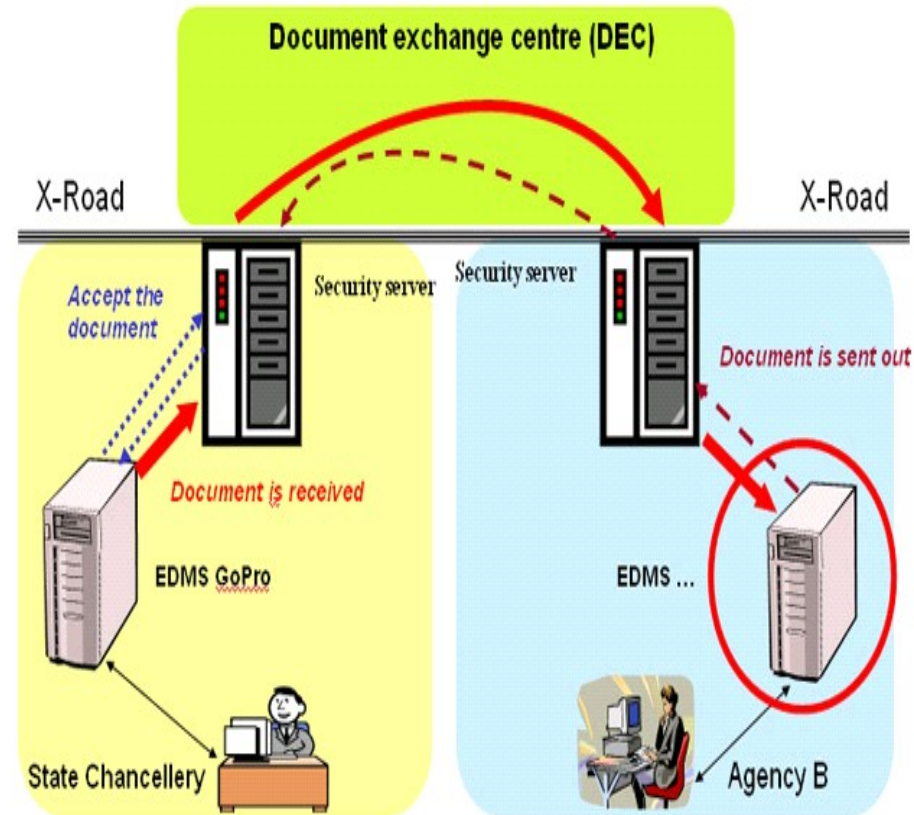 Document exchange centre (DEC)
X-Road
X-Road
Security server
Security server
Accept the
document
Document is sent out
Document is received
EDMS GoPro
EDMS ...
State Chancellery
Agency B